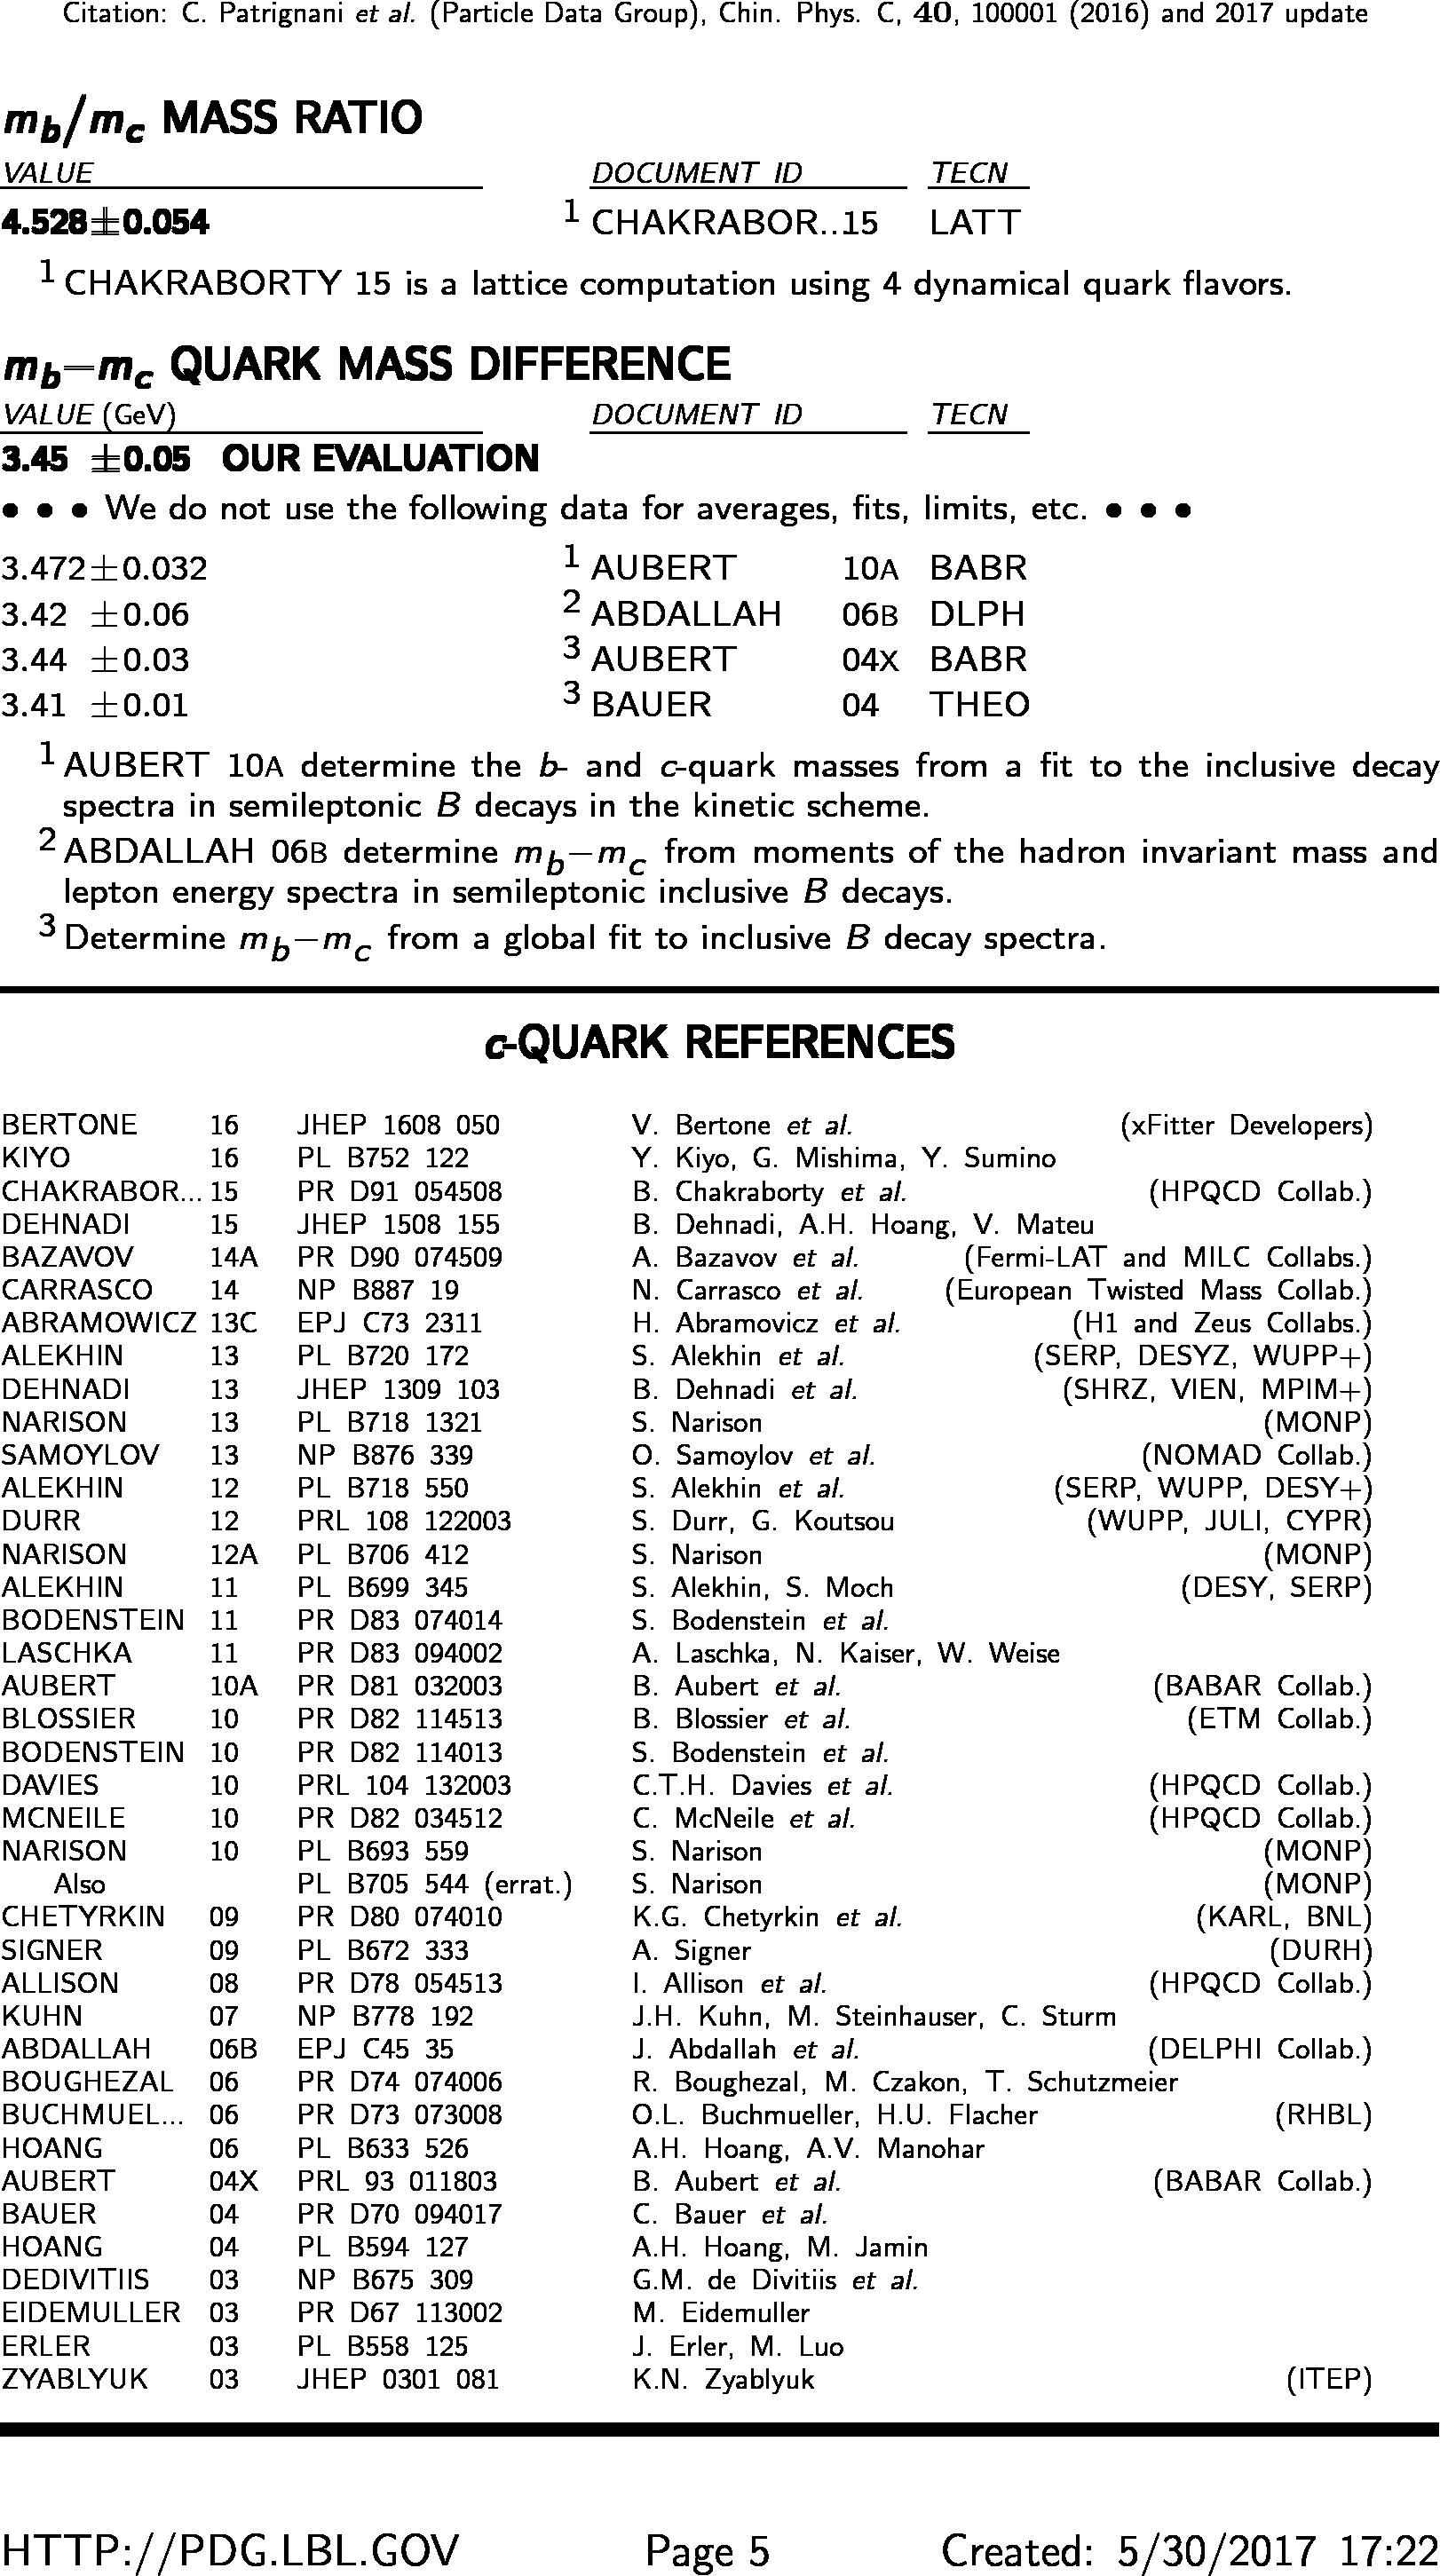 Citation: C. Patrignani et al. (Particle Data Group), Chin. Phys. C, 40, 100001 (2016) and 2017 update
m_b/m_c MASS RATIO
VALUE DOCUMENT ID TECN
4.528±0.054 1 CHAKRABOR..15 LATT
1 CHAKRABORTY 15 is a lattice computation using 4 dynamical quark flavors.
m_b−m_c QUARK MASS DIFFERENCE
VALUE (GeV) DOCUMENT ID TECN
3.45 ±0.05 OUR EVALUATION
• • • We do not use the following data for averages, fits, limits, etc. • • •
3.472±0.032 1 AUBERT 10A BABR
3.42 ±0.06 2 ABDALLAH 06B DLPH
3.44 ±0.03 3 AUBERT 04X BABR
3.41 ±0.01 3 BAUER 04 THEO
1 AUBERT 10A determine the b- and c-quark masses from a fit to the inclusive decay
spectra in semileptonic B decays in the kinetic scheme.
2 ABDALLAH 06B determine m_b−m_c from moments of the hadron invariant mass and
lepton energy spectra in semileptonic inclusive B decays.
3 Determine m_b−m_c from a global fit to inclusive B decay spectra.
c-QUARK REFERENCES
BERTONE 16 JHEP 1608 050 V. Bertone et al. (xFitter Developers)
KIYO 16 PL B752 122 Y. Kiyo, G. Mishima, Y. Sumino
CHAKRABOR... 15 PR D91 054508 B. Chakraborty et al. (HPQCD Collab.)
DEHNADI 15 JHEP 1508 155 B. Dehnadi, A.H. Hoang, V. Mateu
BAZAVOV 14A PR D90 074509 A. Bazavov et al. (Fermi-LAT and MILC Collabs.)
CARRASCO 14 NP B887 19 N. Carrasco et al. (European Twisted Mass Collab.)
ABRAMOWICZ 13C EPJ C73 2311 H. Abramovicz et al. (H1 and Zeus Collabs.)
ALEKHIN 13 PL B720 172 S. Alekhin et al. (SERP, DESYZ, WUPP+)
DEHNADI 13 JHEP 1309 103 B. Dehnadi et al. (SHRZ, VIEN, MPIM+)
NARISON 13 PL B718 1321 S. Narison (MONP)
SAMOYLOV 13 NP B876 339 O. Samoylov et al. (NOMAD Collab.)
ALEKHIN 12 PL B718 550 S. Alekhin et al. (SERP, WUPP, DESY+)
DURR 12 PRL 108 122003 S. Durr, G. Koutsou (WUPP, JULI, CYPR)
NARISON 12A PL B706 412 S. Narison (MONP)
ALEKHIN 11 PL B699 345 S. Alekhin, S. Moch (DESY, SERP)
BODENSTEIN 11 PR D83 074014 S. Bodenstein et al.
LASCHKA 11 PR D83 094002 A. Laschka, N. Kaiser, W. Weise
AUBERT 10A PR D81 032003 B. Aubert et al. (BABAR Collab.)
BLOSSIER 10 PR D82 114513 B. Blossier et al. (ETM Collab.)
BODENSTEIN 10 PR D82 114013 S. Bodenstein et al.
DAVIES 10 PRL 104 132003 C.T.H. Davies et al. (HPQCD Collab.)
MCNEILE 10 PR D82 034512 C. McNeile et al. (HPQCD Collab.)
NARISON 10 PL B693 559 S. Narison (MONP)
Also PL B705 544 (errat.) S. Narison (MONP)
CHETYRKIN 09 PR D80 074010 K.G. Chetyrkin et al. (KARL, BNL)
SIGNER 09 PL B672 333 A. Signer (DURH)
ALLISON 08 PR D78 054513 I. Allison et al. (HPQCD Collab.)
KUHN 07 NP B778 192 J.H. Kuhn, M. Steinhauser, C. Sturm
ABDALLAH 06B EPJ C45 35 J. Abdallah et al. (DELPHI Collab.)
BOUGHEZAL 06 PR D74 074006 R. Boughezal, M. Czakon, T. Schutzmeier
BUCHMUEL... 06 PR D73 073008 O.L. Buchmueller, H.U. Flacher (RHBL)
HOANG 06 PL B633 526 A.H. Hoang, A.V. Manohar
AUBERT 04X PRL 93 011803 B. Aubert et al. (BABAR Collab.)
BAUER 04 PR D70 094017 C. Bauer et al.
HOANG 04 PL B594 127 A.H. Hoang, M. Jamin
DEDIVITIIS 03 NP B675 309 G.M. de Divitiis et al.
EIDEMULLER 03 PR D67 113002 M. Eidemuller
ERLER 03 PL B558 125 J. Erler, M. Luo
ZYABLYUK 03 JHEP 0301 081 K.N. Zyablyuk (ITEP)
HTTP://PDG.LBL.GOV Page 5 Created: 5/30/2017 17:22